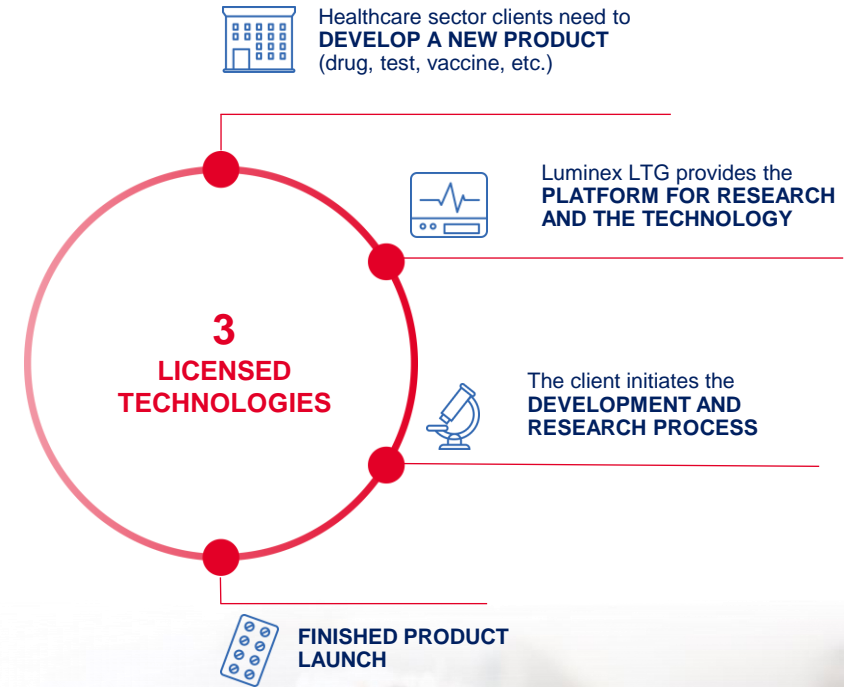 Healthcare sector clients need to
DEVELOP A NEW PRODUCT
(drug, test, vaccine, etc.)
Luminex LTG provides the
PLATFORM FOR RESEARCH
AND THE TECHNOLOGY
3
LICENSED
TECHNOLOGIES
The client initiates the
DEVELOPMENT AND
RESEARCH PROCESS
FINISHED PRODUCT
LAUNCH